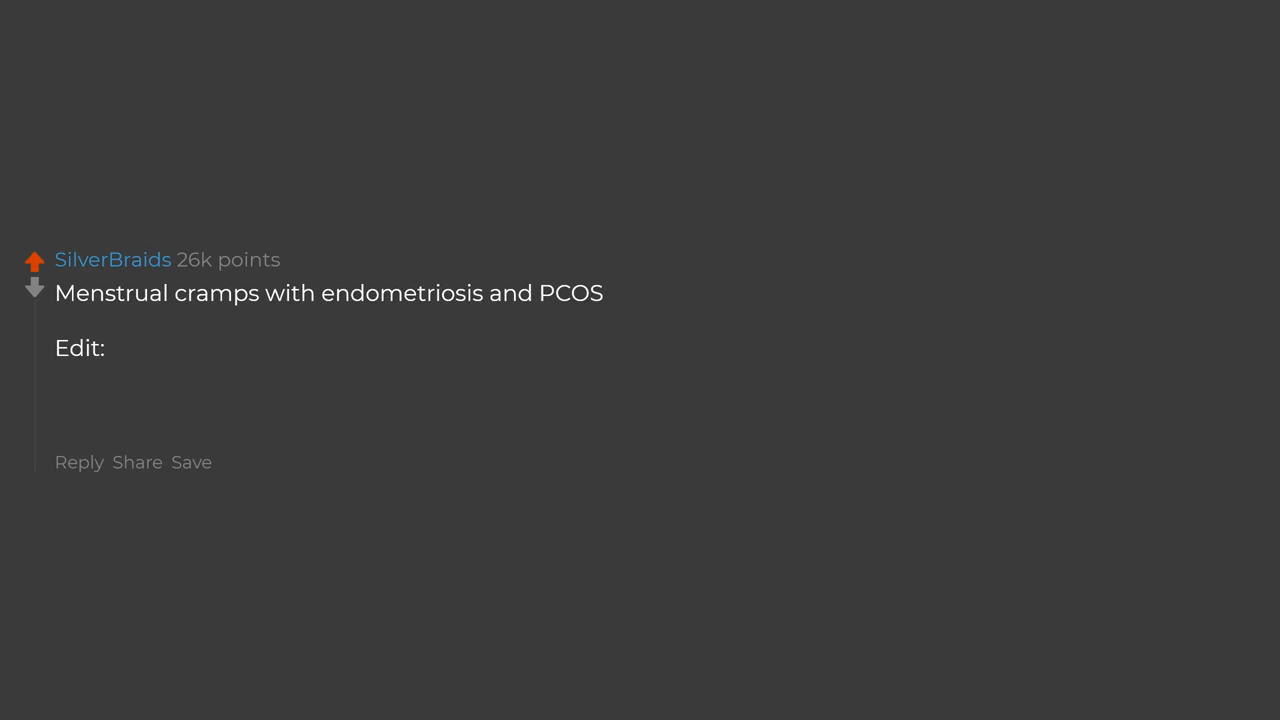 SilverBraids 26k points
Menstrual cramps with endometriosis and PCOS
Edit:
Reply Share Save